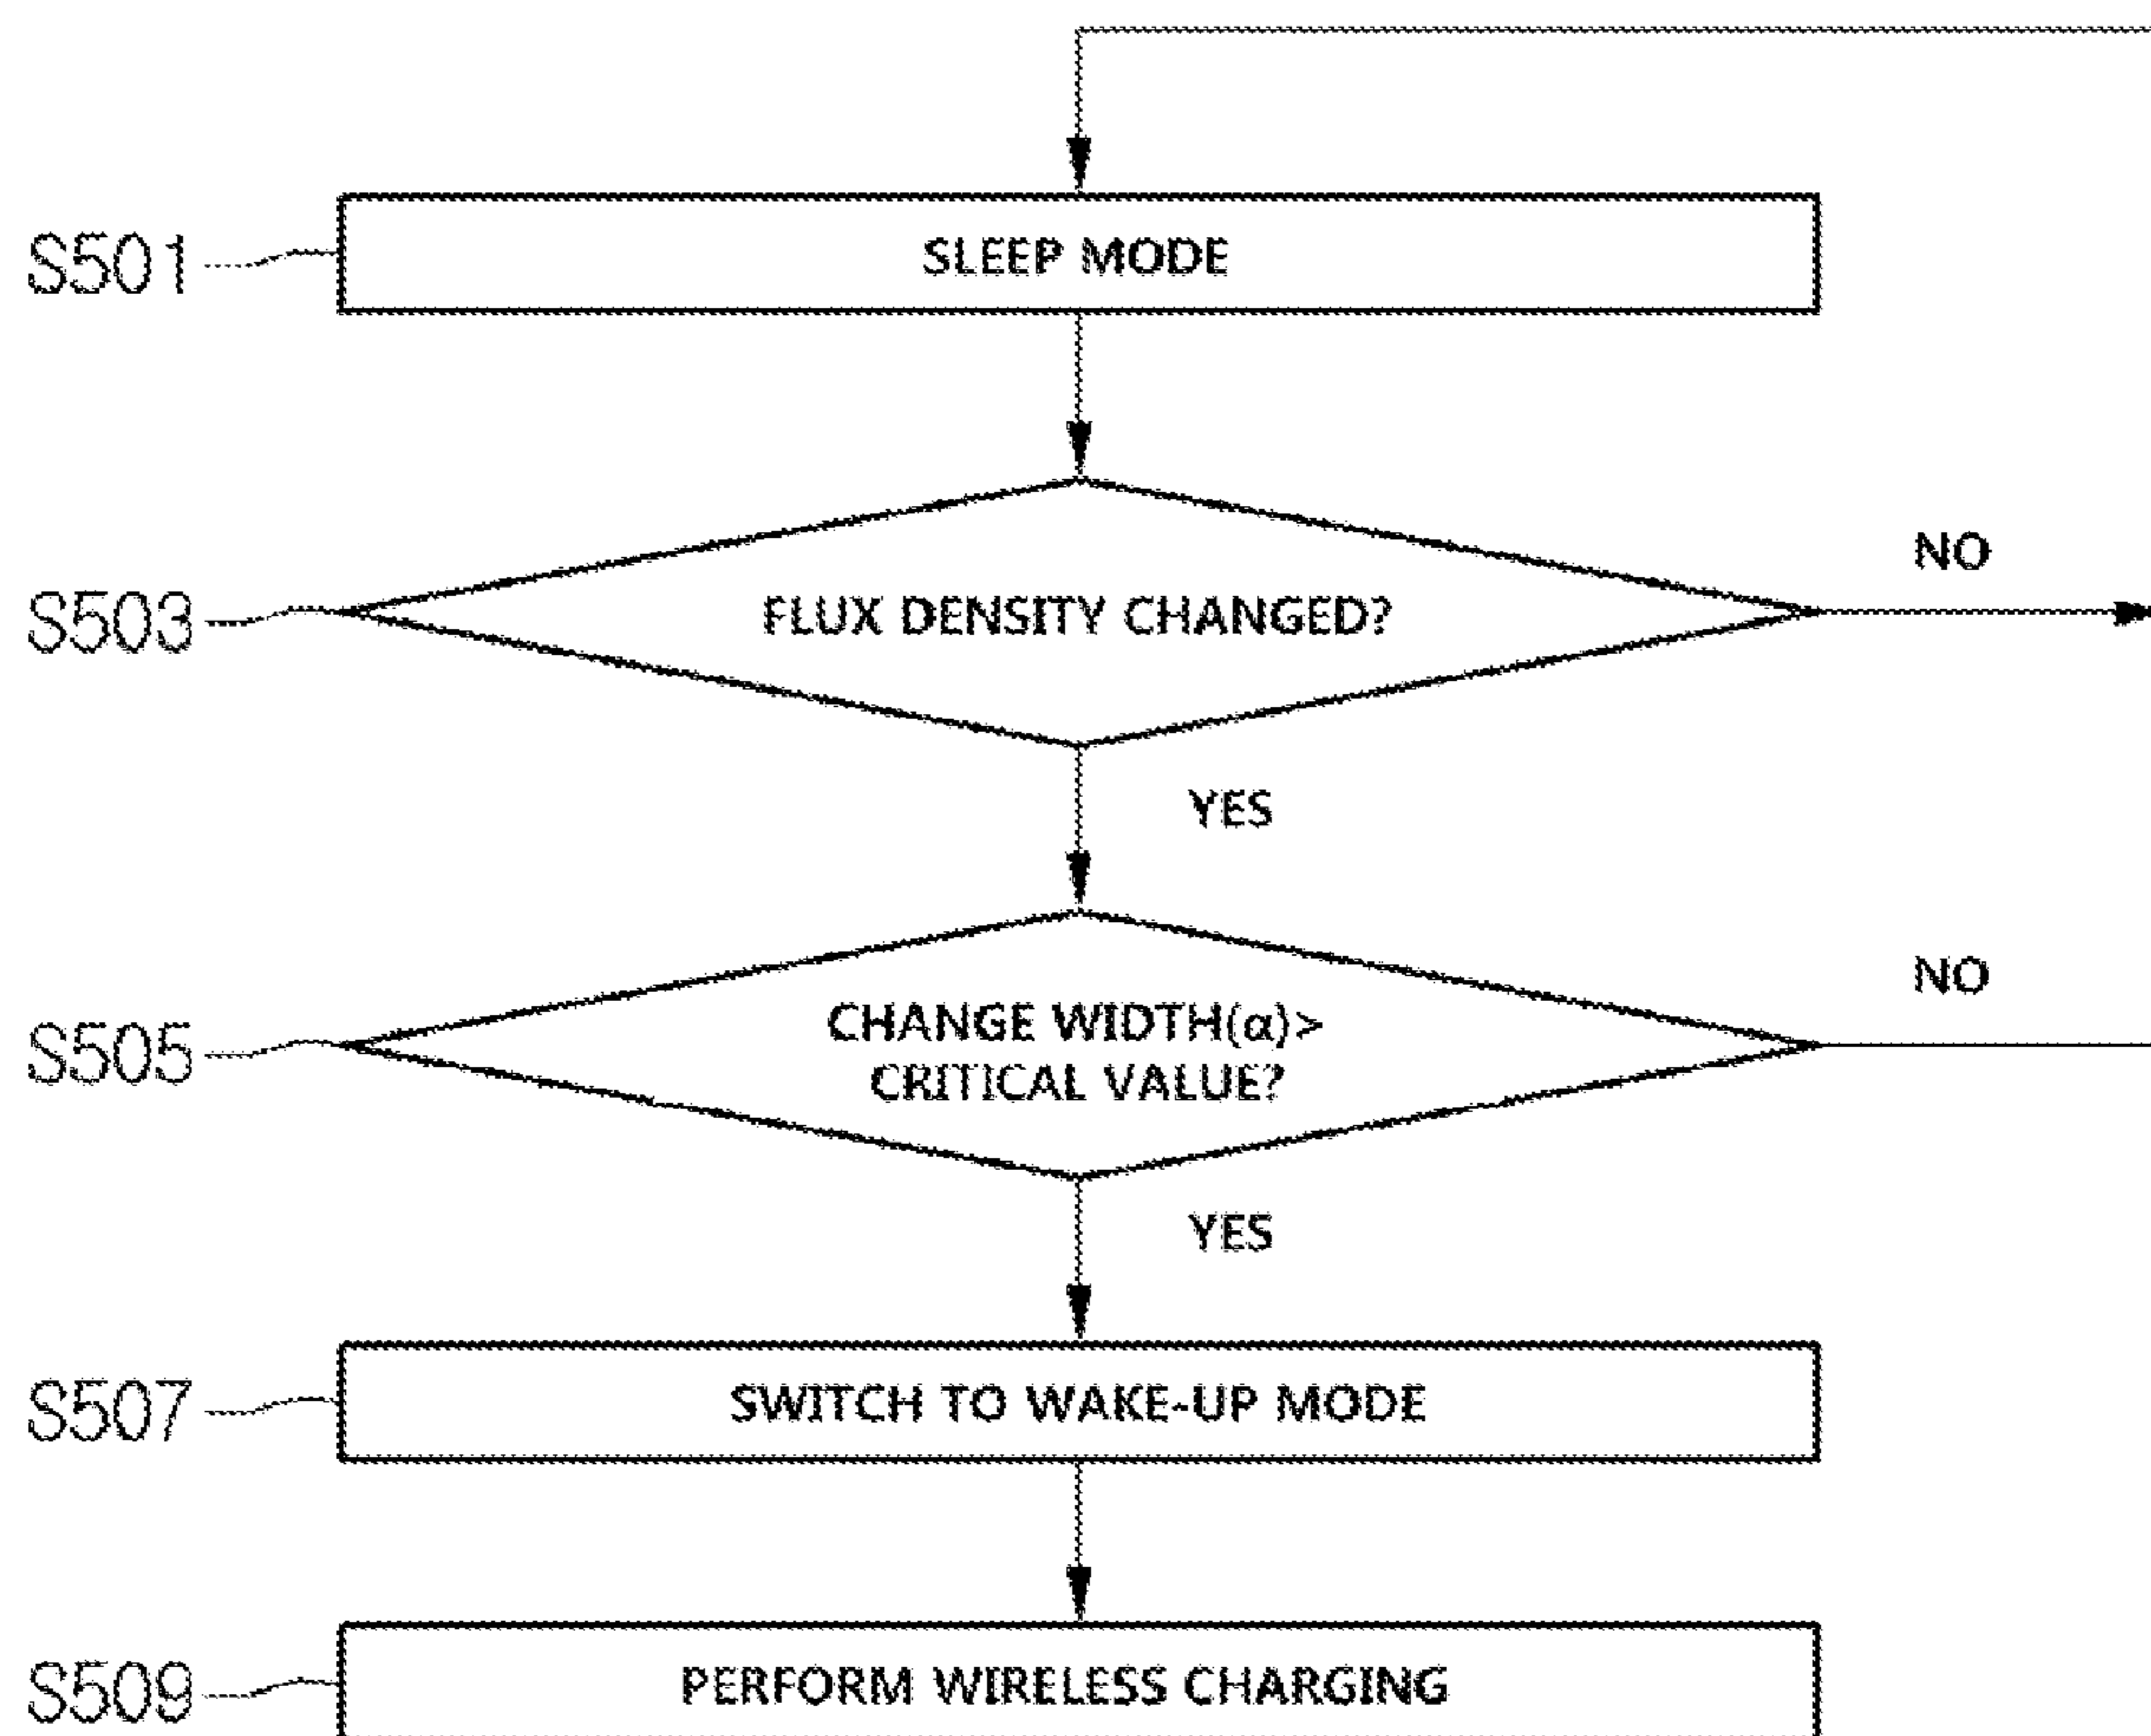 S501
SLEEP MODE
S503
FLUX DENSITY CHANGED?
NO
YES
S505
CHANGE WIDTH(α)>
CRITICAL VALUE?
NO
YES
S507
SWITCH TO WAKE-UP MODE
S509
PERFORM WIRELESS CHARGING